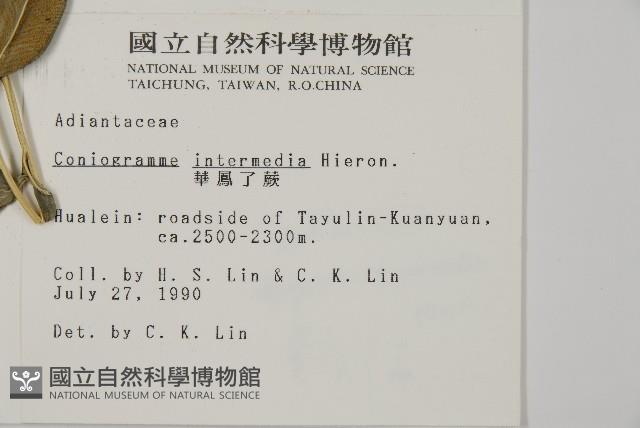 國立自然科學博物館
NATIONAL MUSEUM OF NATURAL SCIENCE
TAICHUNG, TAIWAN, R.O.CHINA
Adiantaceae
Coniogramme intermedia Hieron.
華鳳了蕨
Hualein: roadside of Tayulin-Kuanyuan,
ca.2500-2300m.
Coll. by H. S. Lin & C. K. Lin
July 27, 1990
Det. by C. K. Lin
國立自然科學博物館
NATIONAL MUSEUM OF NATURAL SCIENCE